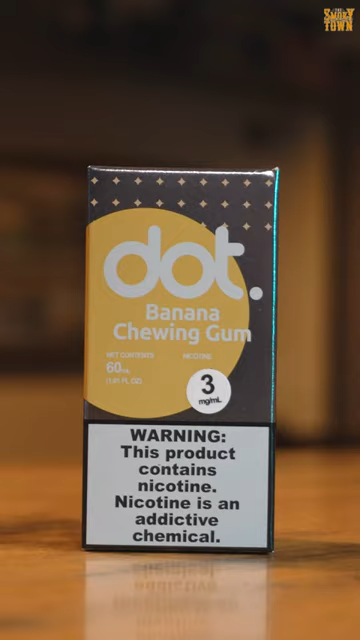 THE
SMOKY
TOWN
dot.
Banana
Chewing Gum
NET CONTENTS
NICOTINE
60mL
(1.61 FL OZ)
3
mg/mL
WARNING:
This product
contains
nicotine.
Nicotine is an
addictive
chemical.